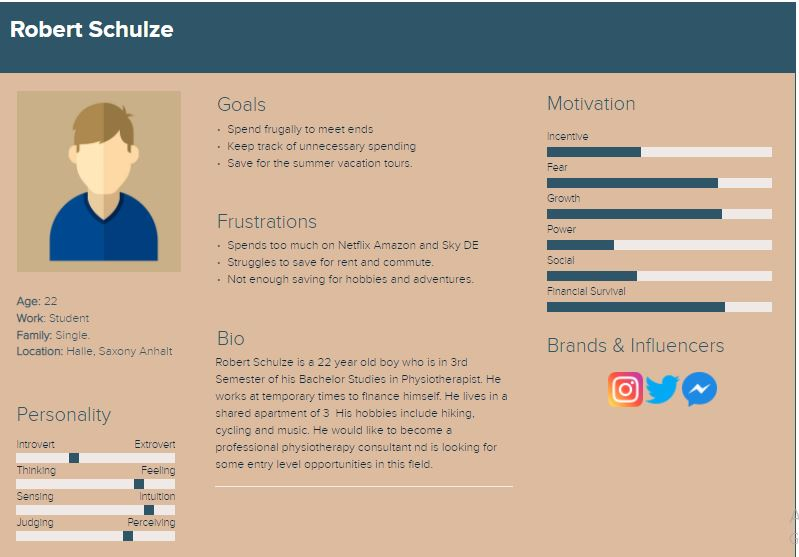 Robert Schulze
Age: 22
Work: Student
Family: Single.
Location: Halle, Saxony Anhalt
Personality
Introvert Extrovert
Thinking Feeling
Sensing Intuition
Judging Perceiving
Goals
• Spend frugally to meet ends
• Keep track of unnecessary spending
• Save for the summer vacation tours.
Frustrations
• Spends too much on Netflix Amazon and Sky DE
• Struggles to save for rent and commute.
• Not enough saving for hobbies and adventures.
Bio
Robert Schulze is a 22 year old boy who is in 3rd
Semester of his Bachelor Studies in Physiotherapist. He
works at temporary times to finance himself. He lives in a
shared apartment of 3 His hobbies include hiking,
cycling and music. He would like to become a
professional physiotherapy consultant nd is looking for
some entry level opportunities in this field.
Motivation
Incentive
Fear
Growth
Power
Social
Financial Survival
Brands & Influencers